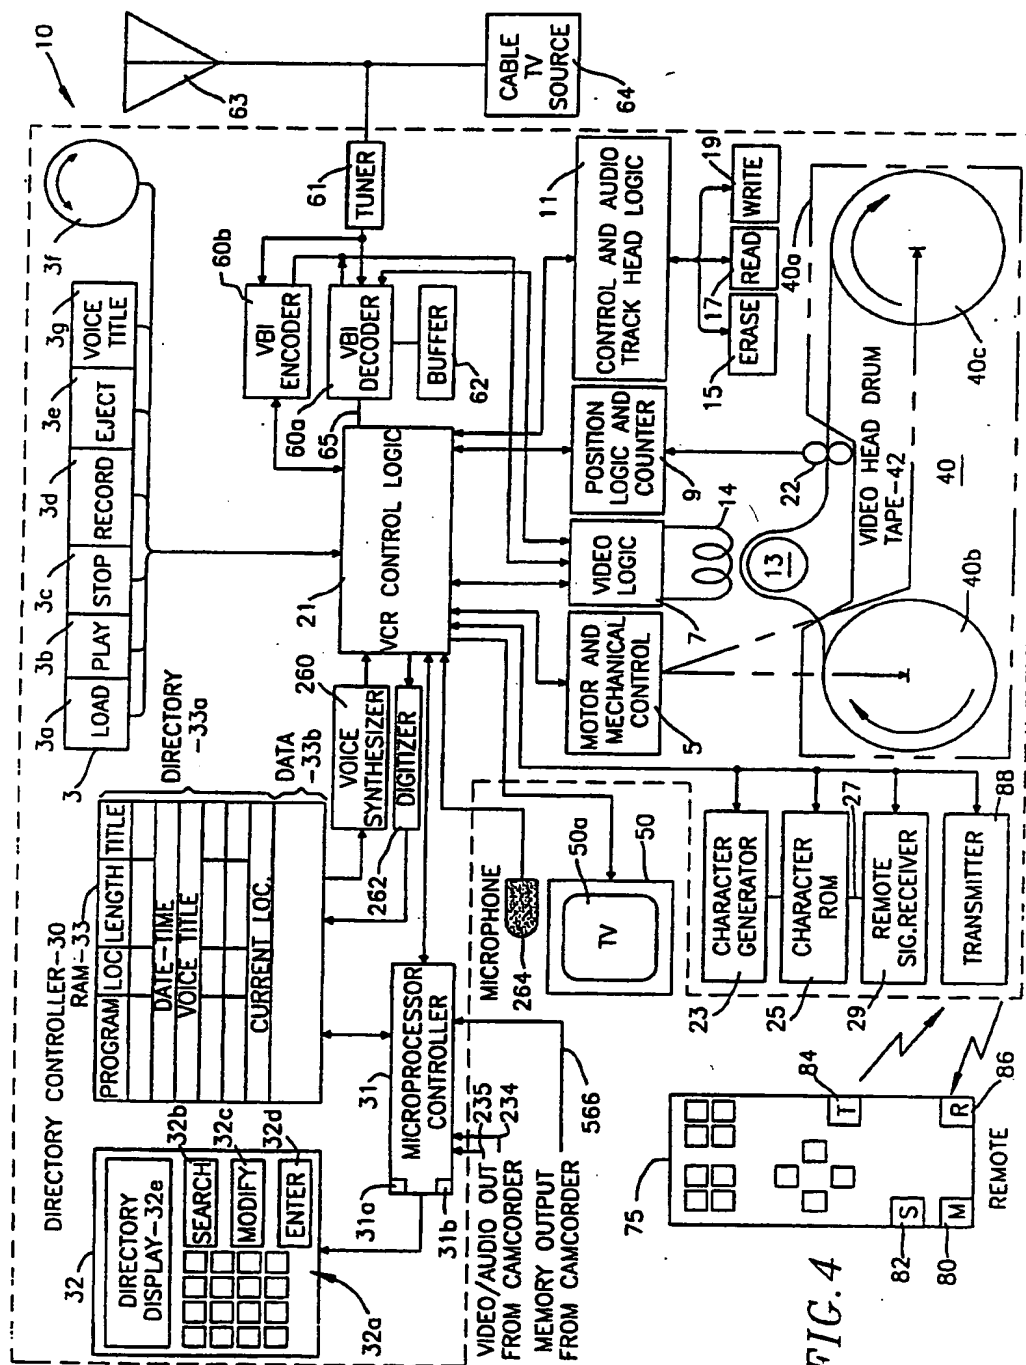 10
3
3a
3b
3c
3d
3e
3g
3f
LOAD
PLAY
STOP
RECORD
EJECT
VOICE
TITLE
DIRECTORY CONTROLLER-30
RAM-33
PROGRAM
LOC
LENGTH
TITLE
DATE-TIME
VOICE TITLE
CURRENT LOC.
DIRECTORY
-33a
DATA
-33b
32
DIRECTORY
DISPLAY-32e
32b
32c
32d
SEARCH
MODIFY
ENTER
32a
31
31a
31b
MICROPROCESSOR
CONTROLLER
260
VOICE
SYNTHESIZER
DIGITIZER
262
21
VCR CONTROL LOGIC
60b
VBI
ENCODER
60a
VBI
DECODER
65
BUFFER
62
61
TUNER
63
CABLE
TV
SOURCE
64
VIDEO/AUDIO OUT
FROM CAMCORDER
235
234
MEMORY OUTPUT
FROM CAMCORDER
566
MICROPHONE
264
50a
50
TV
MOTOR AND
MECHANICAL
CONTROL
5
VIDEO
LOGIC
7
14
POSITION
LOGIC AND
COUNTER
9
11
CONTROL AND AUDIO
TRACK HEAD LOGIC
15
ERASE
17
READ
19
WRITE
13
22
40a
VIDEO HEAD DRUM
TAPE-42
40
40b
40c
CHARACTER
GENERATOR
23
CHARACTER
ROM
25
27
REMOTE
SIG.RECEIVER
29
TRANSMITTER
88
75
84
T
R
86
S
82
M
80
REMOTE
FIG. 4